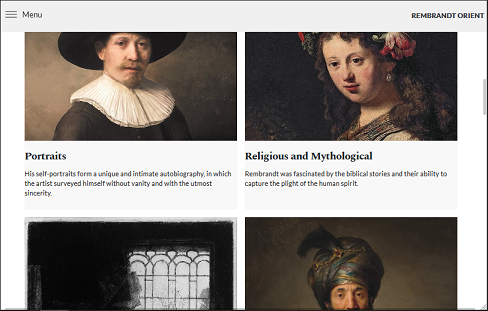 Menu
REMBRANDT ORIENT
Portraits
His self-portraits form a unique and intimate autobiography, in which
the artist surveyed himself without vanity and with the utmost
sincerity.
Religious and Mythological
Rembrandt was fascinated by the biblical stories and their ability to
capture the plight of the human spirit.